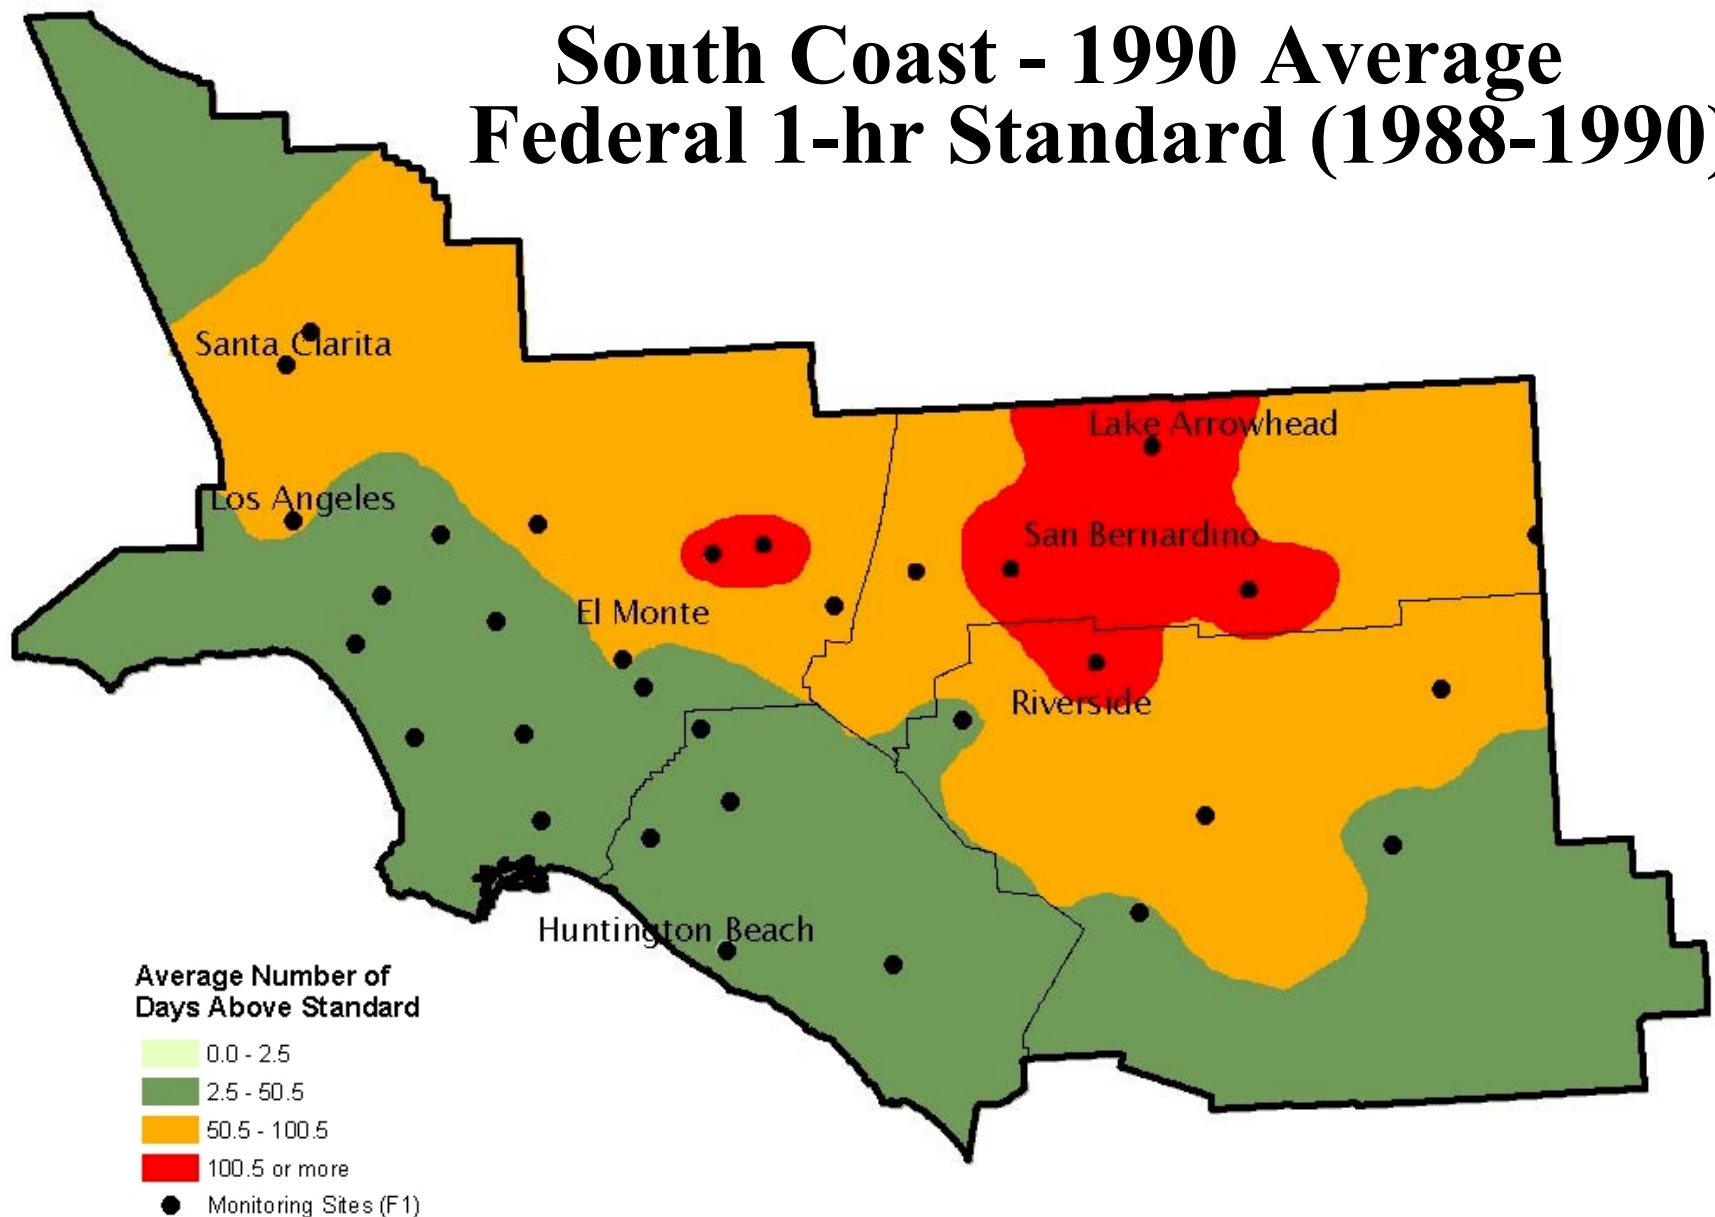 South Coast - 1990 Average
Federal 1-hr Standard (1988-1990)
Santa Clarita
Lake Arrowhead
Los Angeles
San Bernardino
El Monte
Riverside
Huntington Beach
Average Number of
Days Above Standard
0.0 - 2.5
2.5 - 50.5
50.5 - 100.5
100.5 or more
Monitoring Sites (F1)